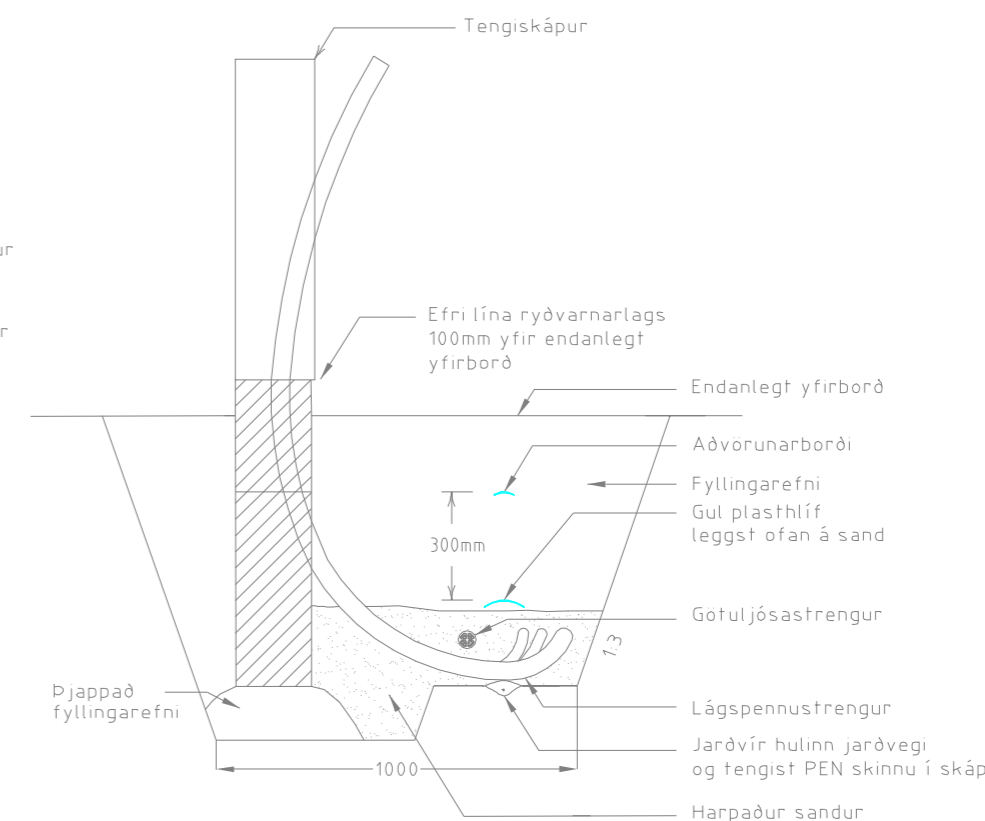 Tengiskápur
ur
r
Efri lína ryðvarnarlags
100mm yfir endanlegt
yfirborð
Endanlegt yfirborð
Aðvörunarborði
Fyllingarefni
Gul plasthlíf
leggst ofan á sand
300mm
Götuljósastrengur
1:3
Þjappað
fyllingarefni
Lágspennustrengur
Jarðvír hulinn jarðvegi
og tengist PEN skinnu í skáp
1000
Harpaður sandur